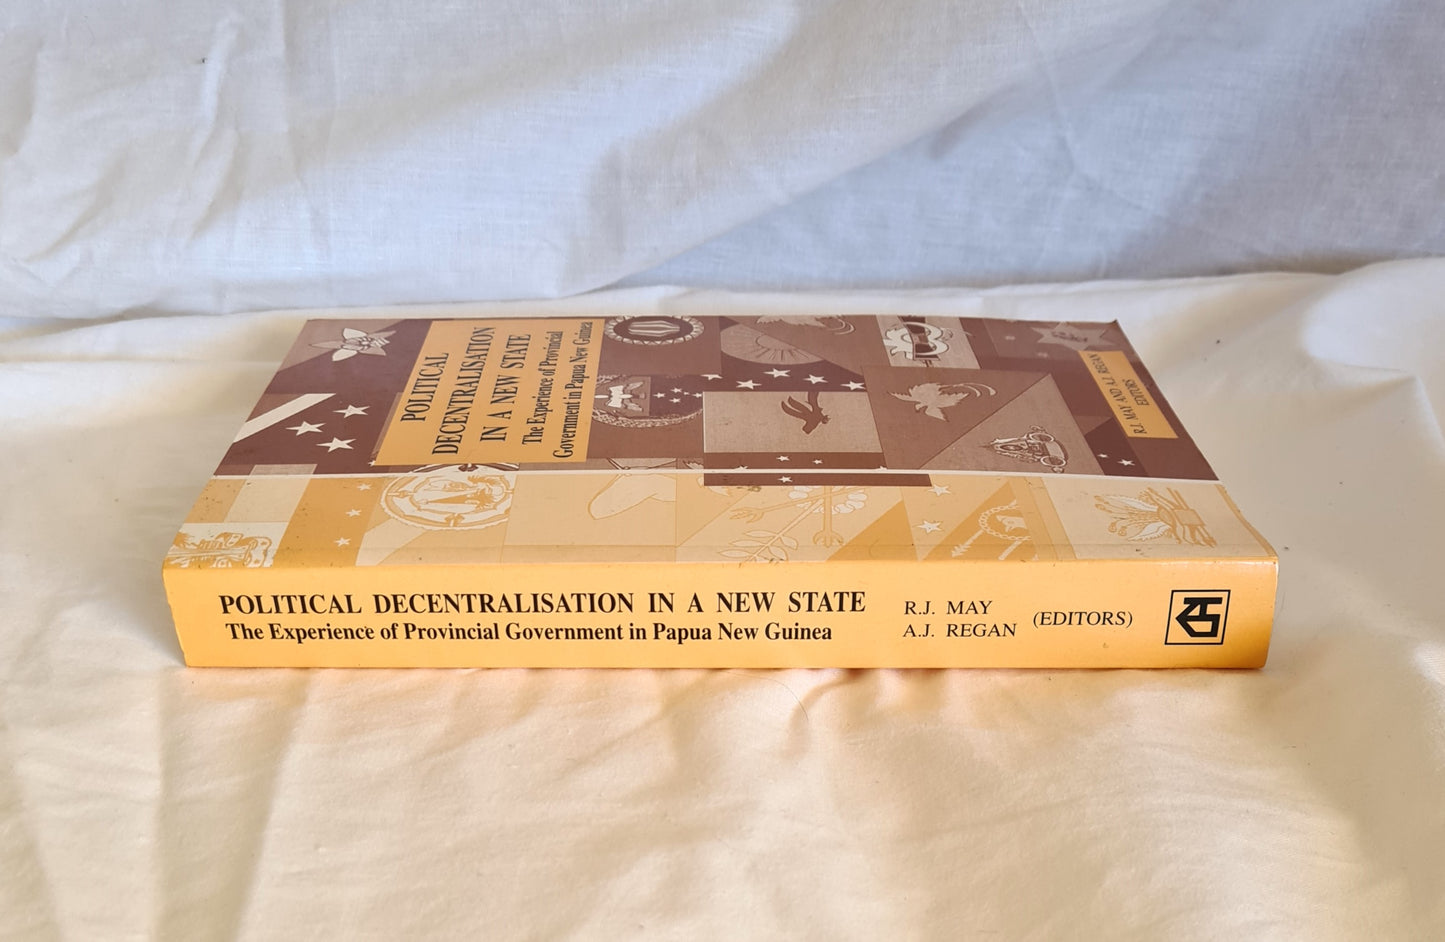 POLITICAL
DECENTRALISATION
IN A NEW STATE
The Experience of Provincial
Government in Papua New Guinea
R.J. MAY AND A.J. REGAN
EDITORS
POLITICAL DECENTRALISATION IN A NEW STATE
The Experience of Provincial Government in Papua New Guinea
R.J. MAY
A.J. REGAN
(EDITORS)